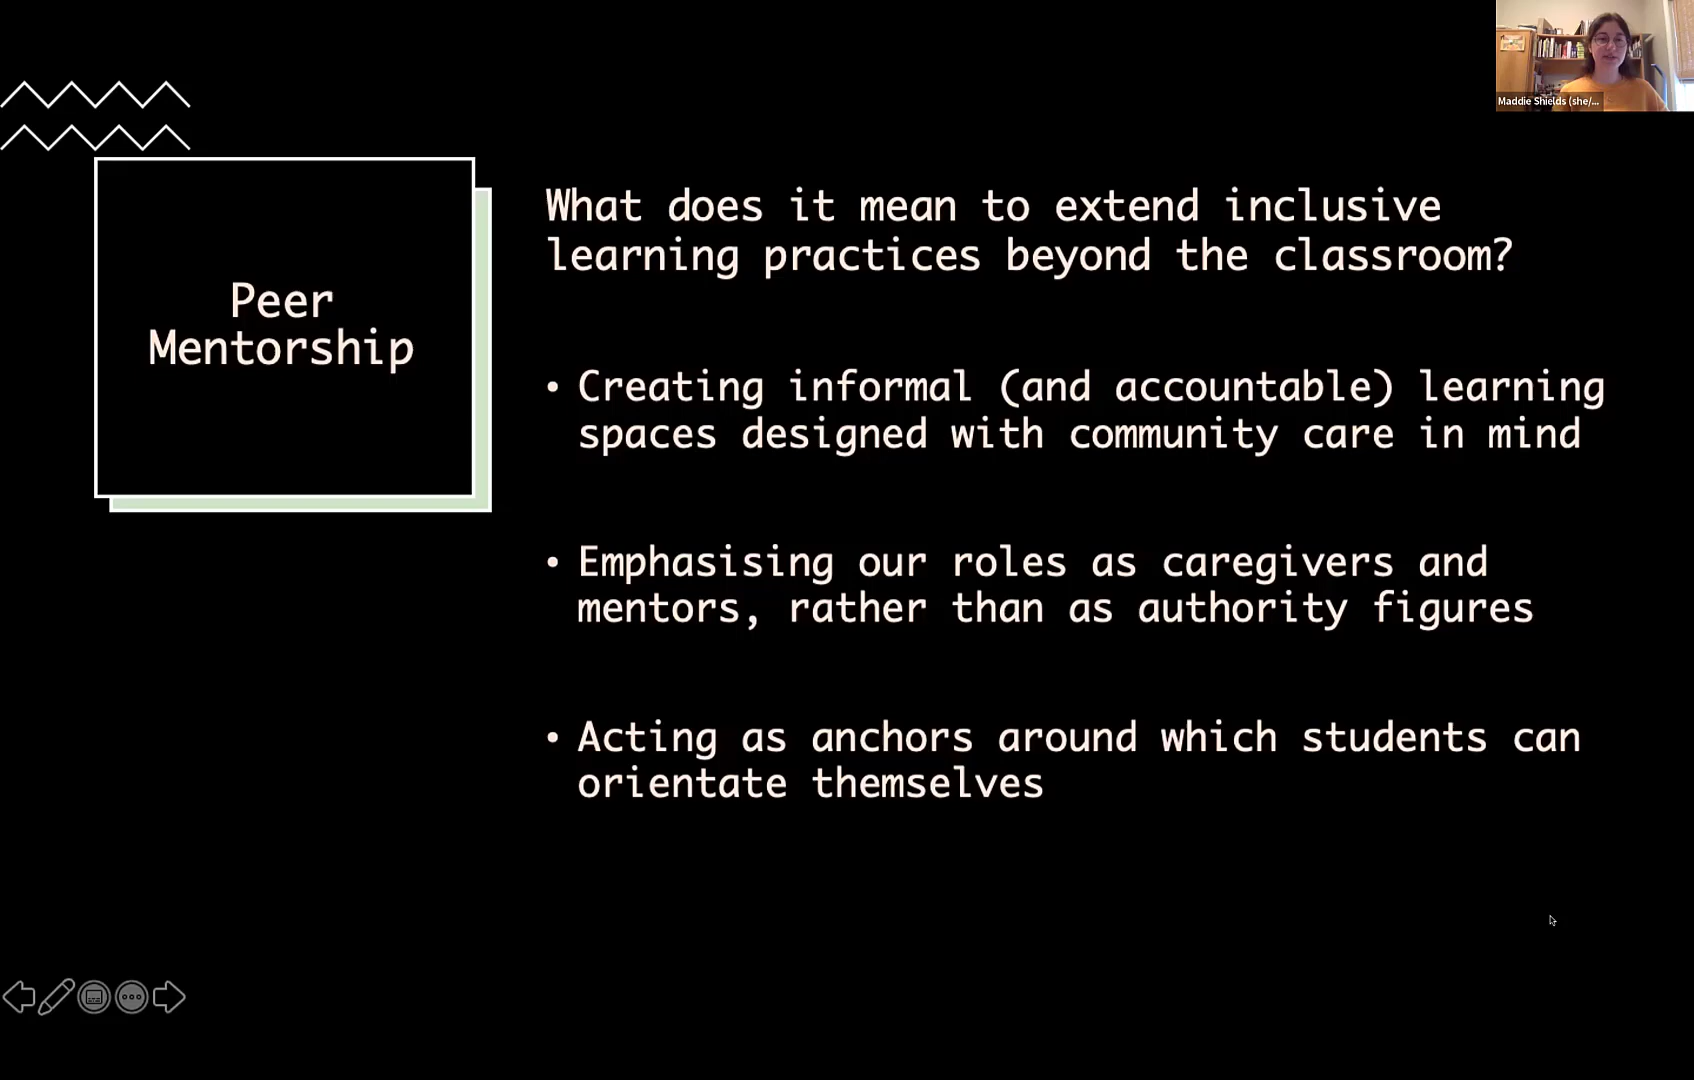 Maddie Shields (she/...
Peer
Mentorship
What does it mean to extend inclusive
learning practices beyond the classroom?
• Creating informal (and accountable) learning
spaces designed with community care in mind
• Emphasising our roles as caregivers and
mentors, rather than as authority figures
• Acting as anchors around which students can
orientate themselves